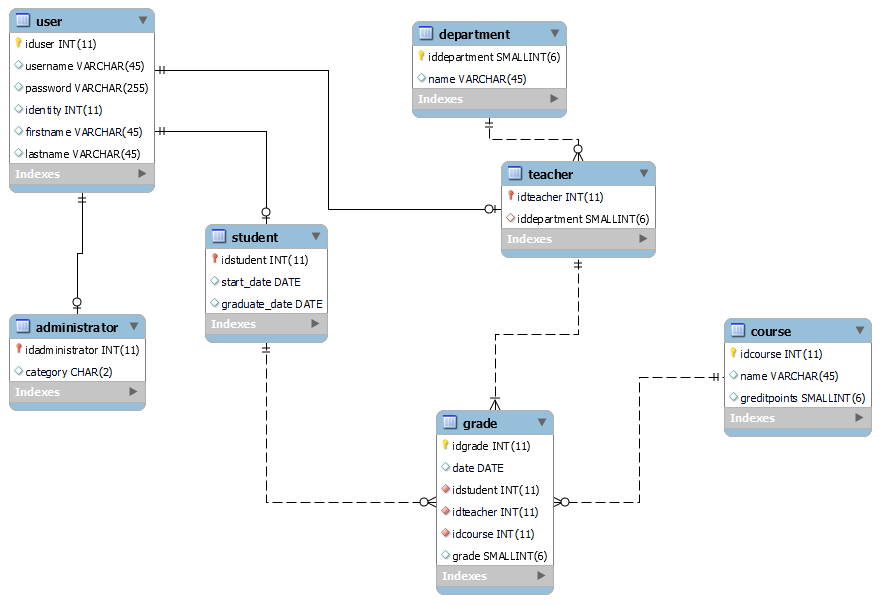 user
iduser INT(11)
username VARCHAR(45)
password VARCHAR(255)
identity INT(11)
firstname VARCHAR(45)
lastname VARCHAR(45)
Indexes
department
iddepartment SMALLINT(6)
name VARCHAR(45)
Indexes
teacher
idteacher INT(11)
iddepartment SMALLINT(6)
Indexes
student
idstudent INT(11)
start_date DATE
graduate_date DATE
Indexes
administrator
idadministrator INT(11)
category CHAR(2)
Indexes
course
idcourse INT(11)
name VARCHAR(45)
greditpoints SMALLINT(6)
Indexes
grade
idgrade INT(11)
date DATE
idstudent INT(11)
idteacher INT(11)
idcourse INT(11)
grade SMALLINT(6)
Indexes